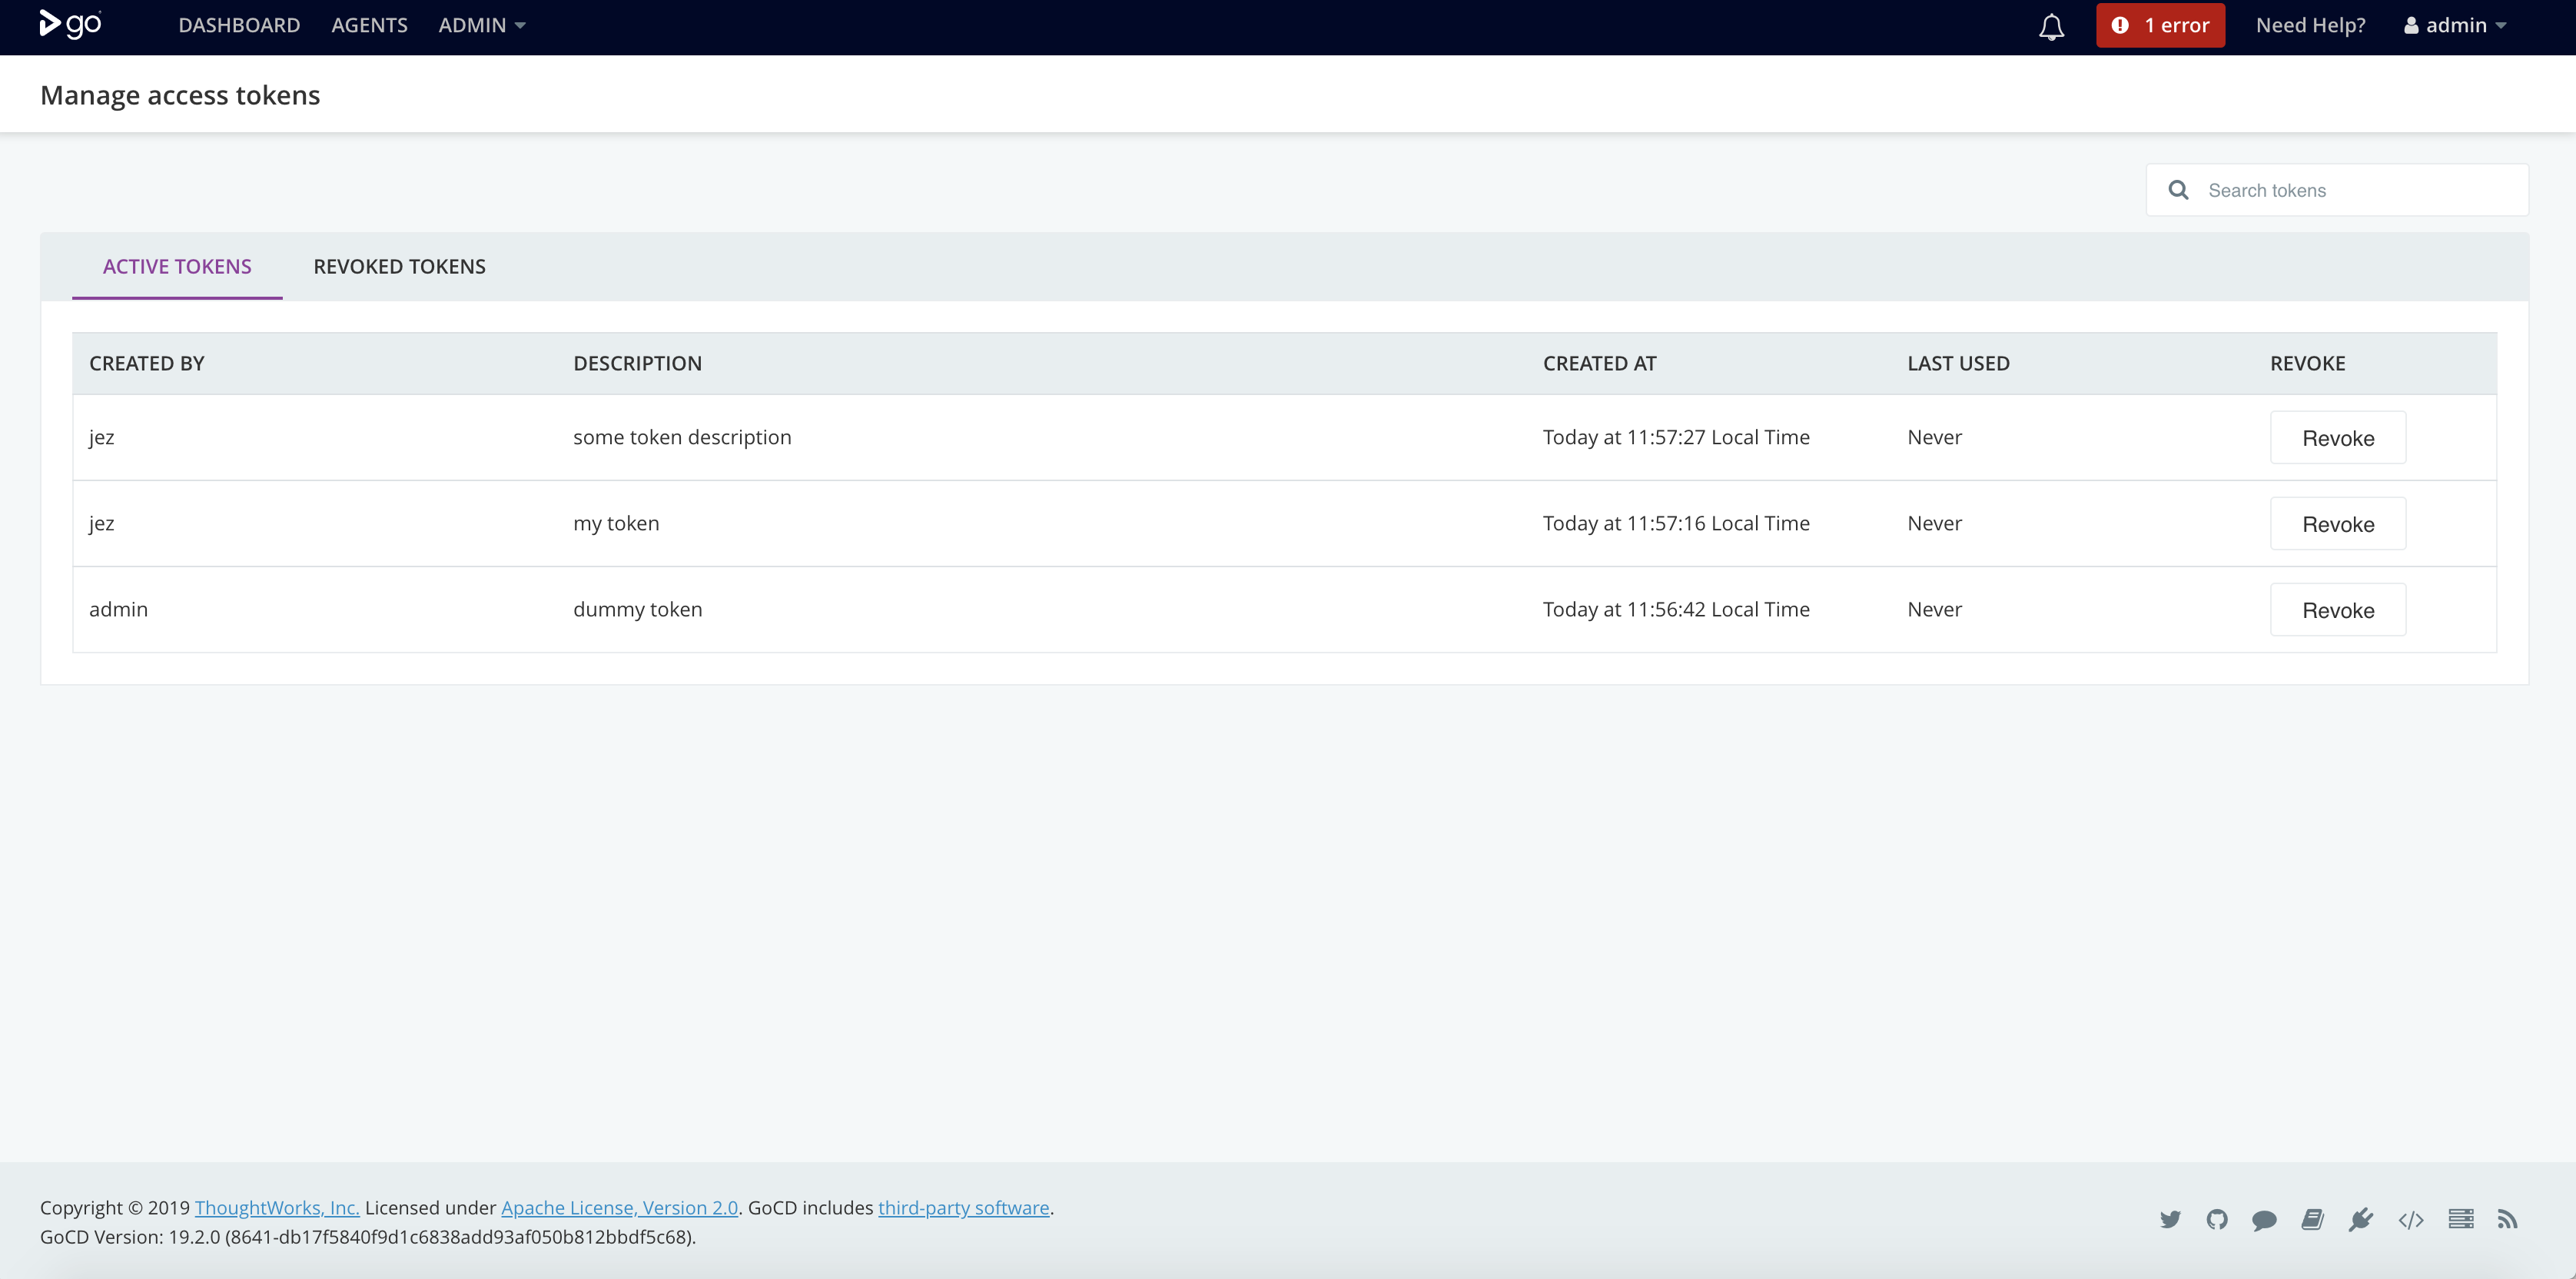 go DASHBOARD AGENTS ADMIN 1 error Need Help? admin
Manage access tokens
Search tokens
ACTIVE TOKENS REVOKED TOKENS
CREATED BY DESCRIPTION CREATED AT LAST USED REVOKE
jez some token description Today at 11:57:27 Local Time Never Revoke
jez my token Today at 11:57:16 Local Time Never Revoke
admin dummy token Today at 11:56:42 Local Time Never Revoke
Copyright © 2019 ThoughtWorks, Inc. Licensed under Apache License, Version 2.0. GoCD includes third-party software.
GoCD Version: 19.2.0 (8641-db17f5840f9d1c6838add93af050b812bbdf5c68).